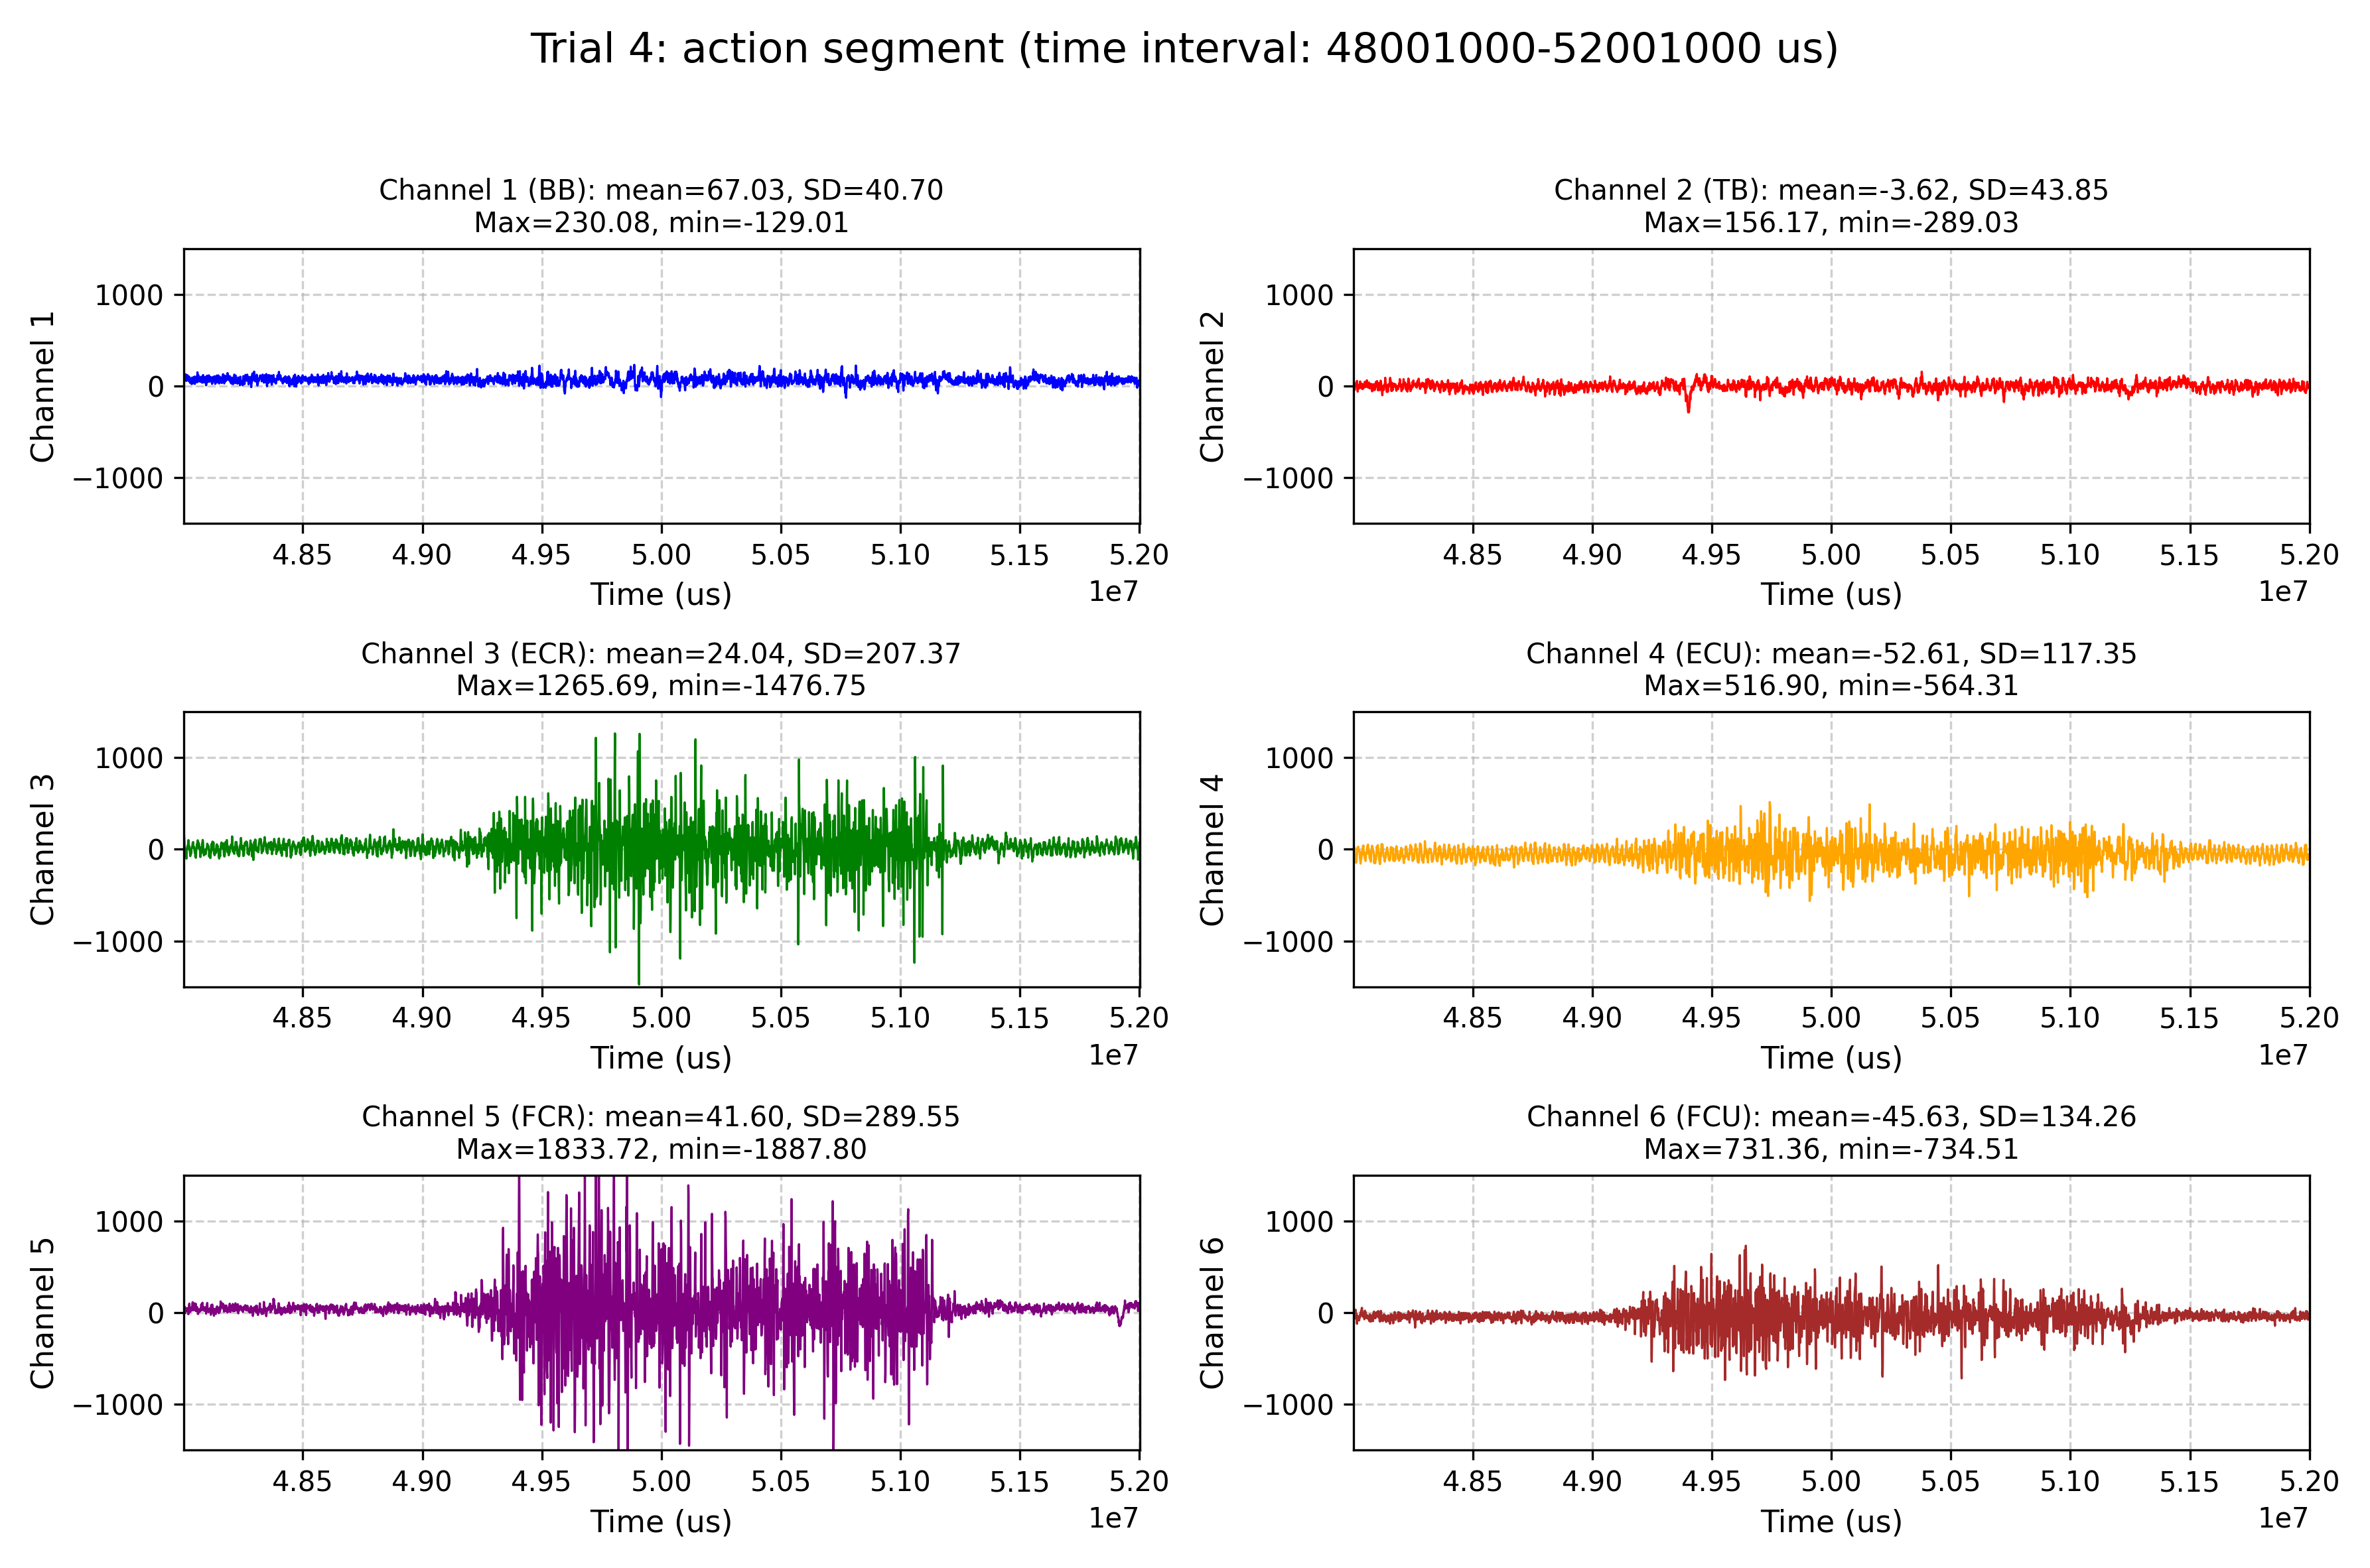 Trial 4: action segment (time interval: 48001000-52001000 us)
Channel 1 (BB): mean=67.03, SD=40.70
Max=230.08, min=-129.01
Channel 1
1000
0
−1000
4.85 4.90 4.95 5.00 5.05 5.10 5.15 5.20
Time (us)
1e7
Channel 2 (TB): mean=-3.62, SD=43.85
Max=156.17, min=-289.03
Channel 2
1000
0
−1000
4.85 4.90 4.95 5.00 5.05 5.10 5.15 5.20
Time (us)
1e7
Channel 3 (ECR): mean=24.04, SD=207.37
Max=1265.69, min=-1476.75
Channel 3
1000
0
−1000
4.85 4.90 4.95 5.00 5.05 5.10 5.15 5.20
Time (us)
1e7
Channel 4 (ECU): mean=-52.61, SD=117.35
Max=516.90, min=-564.31
Channel 4
1000
0
−1000
4.85 4.90 4.95 5.00 5.05 5.10 5.15 5.20
Time (us)
1e7
Channel 5 (FCR): mean=41.60, SD=289.55
Max=1833.72, min=-1887.80
Channel 5
1000
0
−1000
4.85 4.90 4.95 5.00 5.05 5.10 5.15 5.20
Time (us)
1e7
Channel 6 (FCU): mean=-45.63, SD=134.26
Max=731.36, min=-734.51
Channel 6
1000
0
−1000
4.85 4.90 4.95 5.00 5.05 5.10 5.15 5.20
Time (us)
1e7